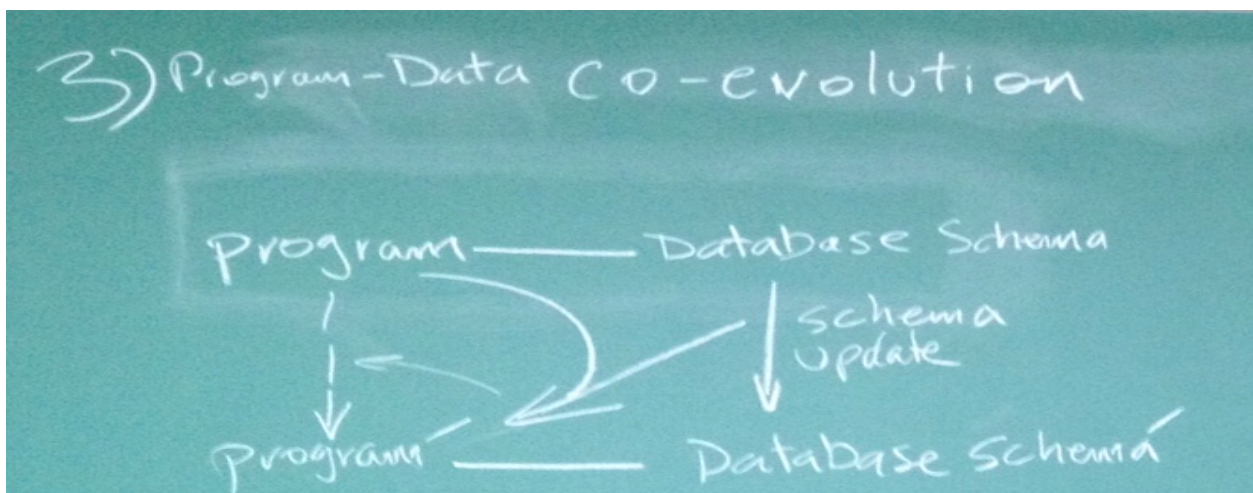 3) Program-Data Co-evolution
program — Database Schema
schema
update
program′ — Database schema′